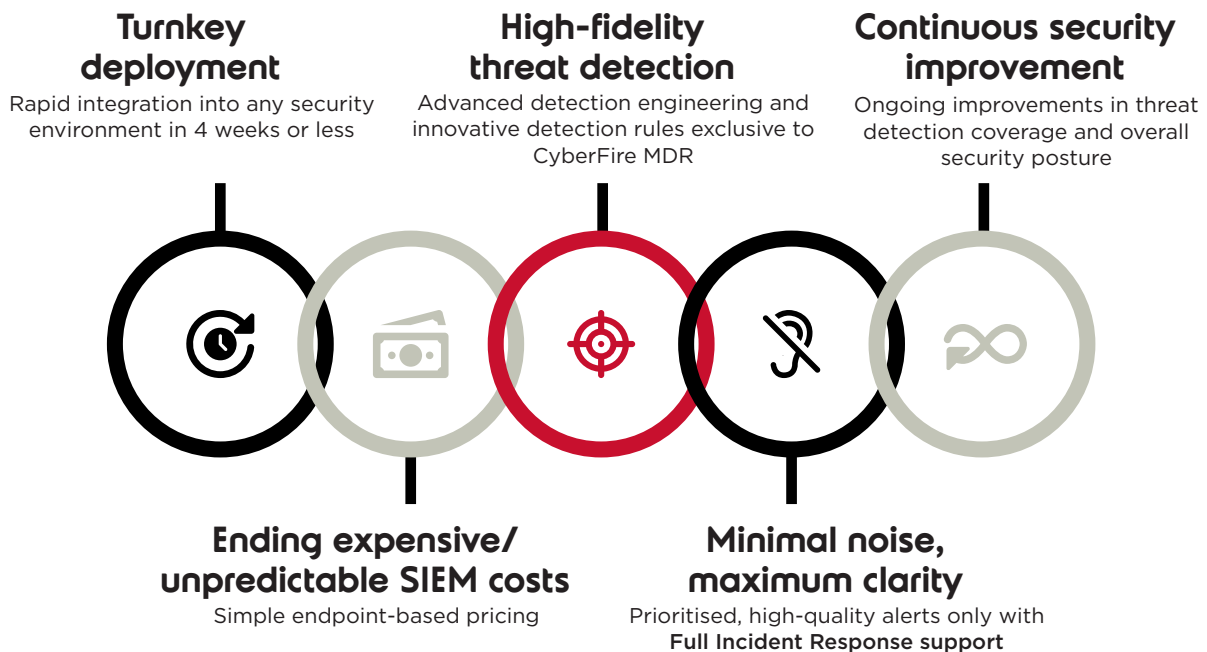 Turnkey
deployment
Rapid integration into any security
environment in 4 weeks or less
High-fidelity
threat detection
Advanced detection engineering and
innovative detection rules exclusive to
CyberFire MDR
Continuous security
improvement
Ongoing improvements in threat
detection coverage and overall
security posture
Ending expensive/
unpredictable SIEM costs
Simple endpoint-based pricing
Minimal noise,
maximum clarity
Prioritised, high-quality alerts only with
Full Incident Response support